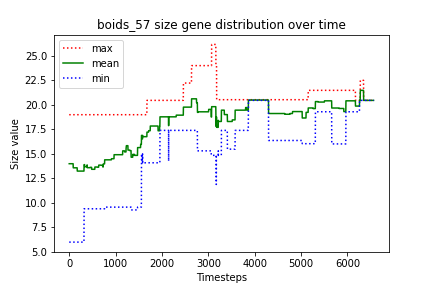 boids_57 size gene distribution over time
max
mean
min
25.0
22.5
20.0
17.5
15.0
12.5
10.0
7.5
5.0
Size value
0 1000 2000 3000 4000 5000 6000
Timesteps